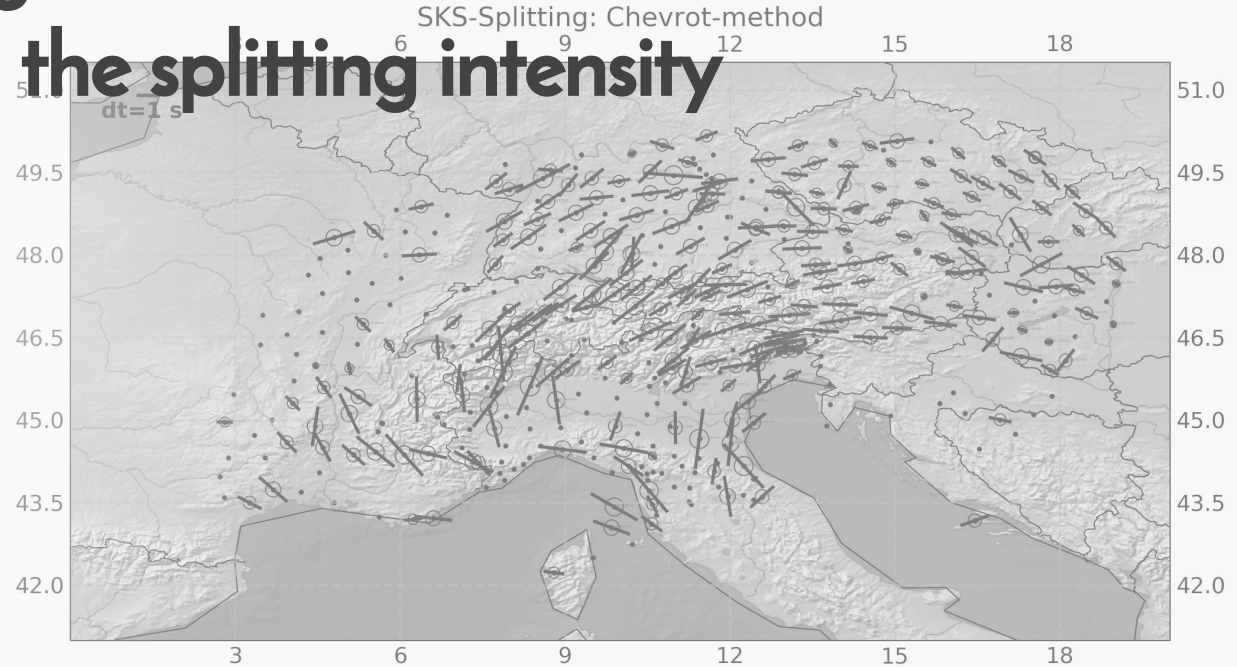 SKS-Splitting: Chevrot-method
the splitting intensity
6 9 12 15 18
dt=1 s
51.0
49.5 49.5
48.0 48.0
46.5 46.5
45.0 45.0
43.5 43.5
42.0 42.0
3 6 9 12 15 18